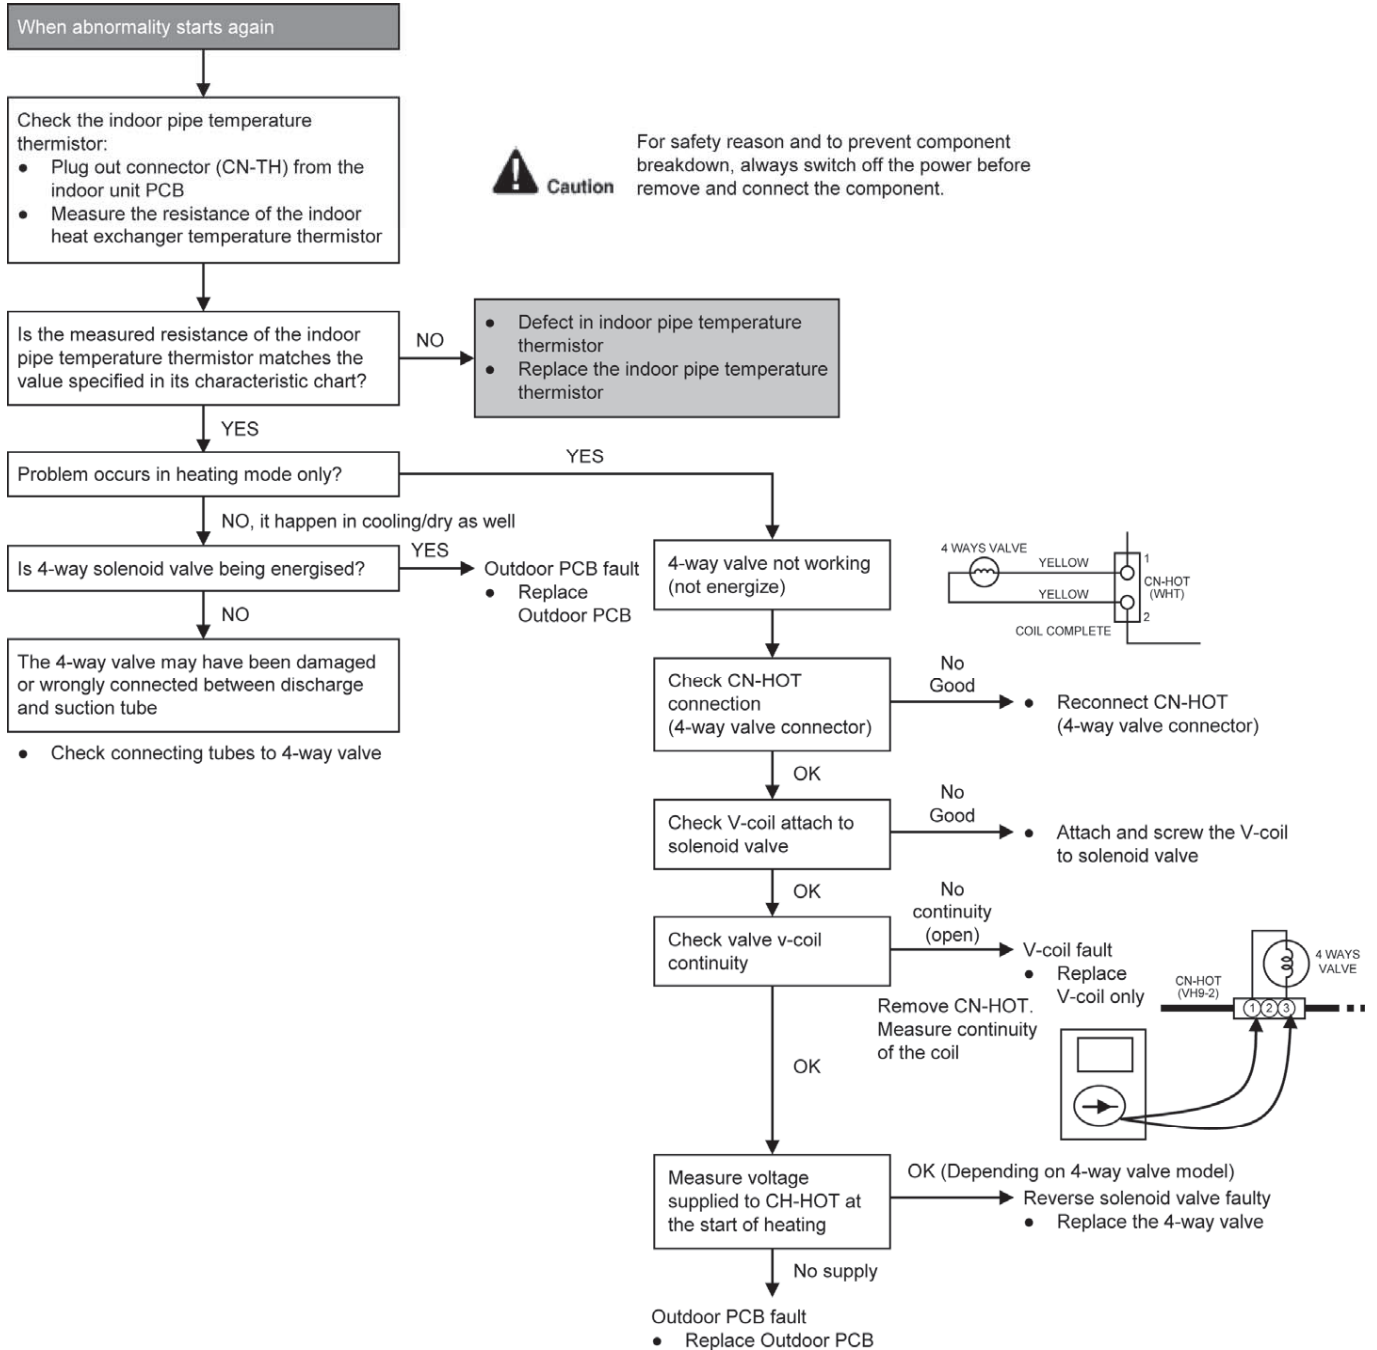 When abnormality starts again
Check the indoor pipe temperature
thermistor:
● Plug out connector (CN-TH) from the
indoor unit PCB
● Measure the resistance of the indoor
heat exchanger temperature thermistor
Caution
For safety reason and to prevent component
breakdown, always switch off the power before
remove and connect the component.
Is the measured resistance of the indoor
pipe temperature thermistor matches the
value specified in its characteristic chart?
NO
● Defect in indoor pipe temperature
thermistor
● Replace the indoor pipe temperature
thermistor
YES
Problem occurs in heating mode only?
YES
NO, it happen in cooling/dry as well
Is 4-way solenoid valve being energised?
YES
Outdoor PCB fault
● Replace
Outdoor PCB
NO
The 4-way valve may have been damaged
or wrongly connected between discharge
and suction tube
● Check connecting tubes to 4-way valve
4-way valve not working
(not energize)
4 WAYS VALVE
YELLOW
1
CN-HOT
(WHT)
YELLOW
2
COIL COMPLETE
Check CN-HOT
connection
(4-way valve connector)
No
Good
● Reconnect CN-HOT
(4-way valve connector)
OK
Check V-coil attach to
solenoid valve
No
Good
● Attach and screw the V-coil
to solenoid valve
OK
Check valve v-coil
continuity
No
continuity
(open)
V-coil fault
● Replace
V-coil only
Remove CN-HOT.
Measure continuity
of the coil
4 WAYS
VALVE
CN-HOT
(VH9-2)
1 2 3
OK
Measure voltage
supplied to CH-HOT at
the start of heating
OK (Depending on 4-way valve model)
Reverse solenoid valve faulty
● Replace the 4-way valve
No supply
Outdoor PCB fault
● Replace Outdoor PCB